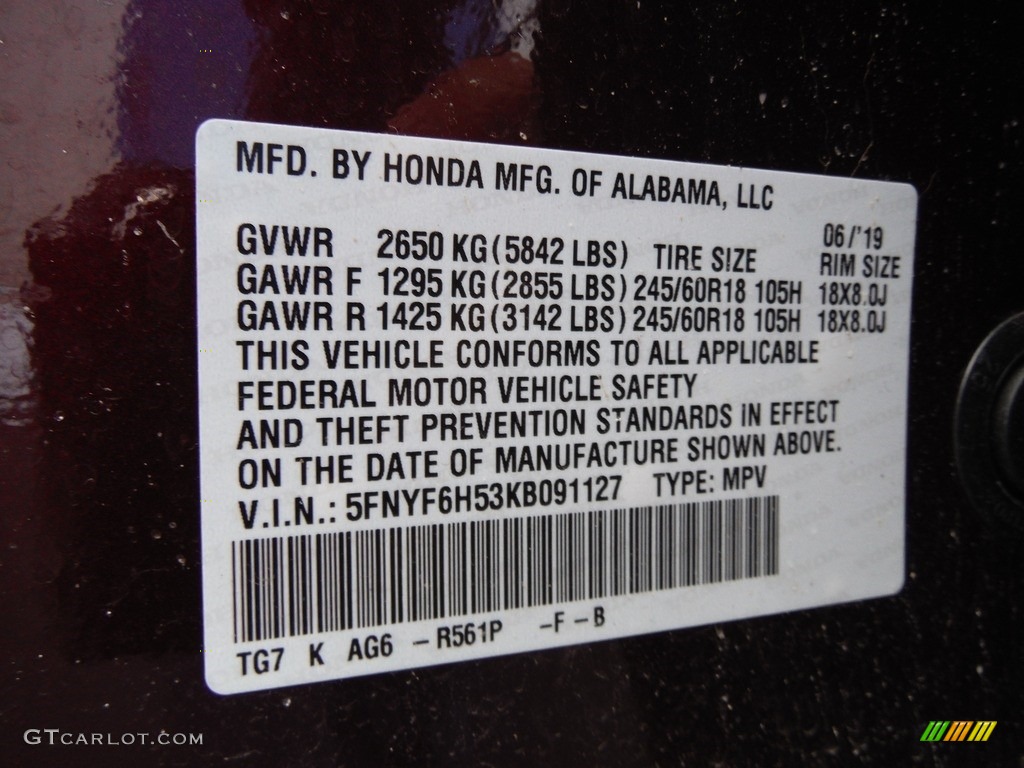 MFD. BY HONDA MFG. OF ALABAMA, LLC
06/'19
GVWR 2650 KG (5842 LBS) TIRE SIZE RIM SIZE
GAWR F 1295 KG (2855 LBS) 245/60R18 105H 18X8.0J
GAWR R 1425 KG (3142 LBS) 245/60R18 105H 18X8.0J
THIS VEHICLE CONFORMS TO ALL APPLICABLE
FEDERAL MOTOR VEHICLE SAFETY
AND THEFT PREVENTION STANDARDS IN EFFECT
ON THE DATE OF MANUFACTURE SHOWN ABOVE.
V.I.N.: 5FNYF6H53KB091127 TYPE: MPV
TG7 K AG6 -R561P -F-B
GTCARLOT.COM